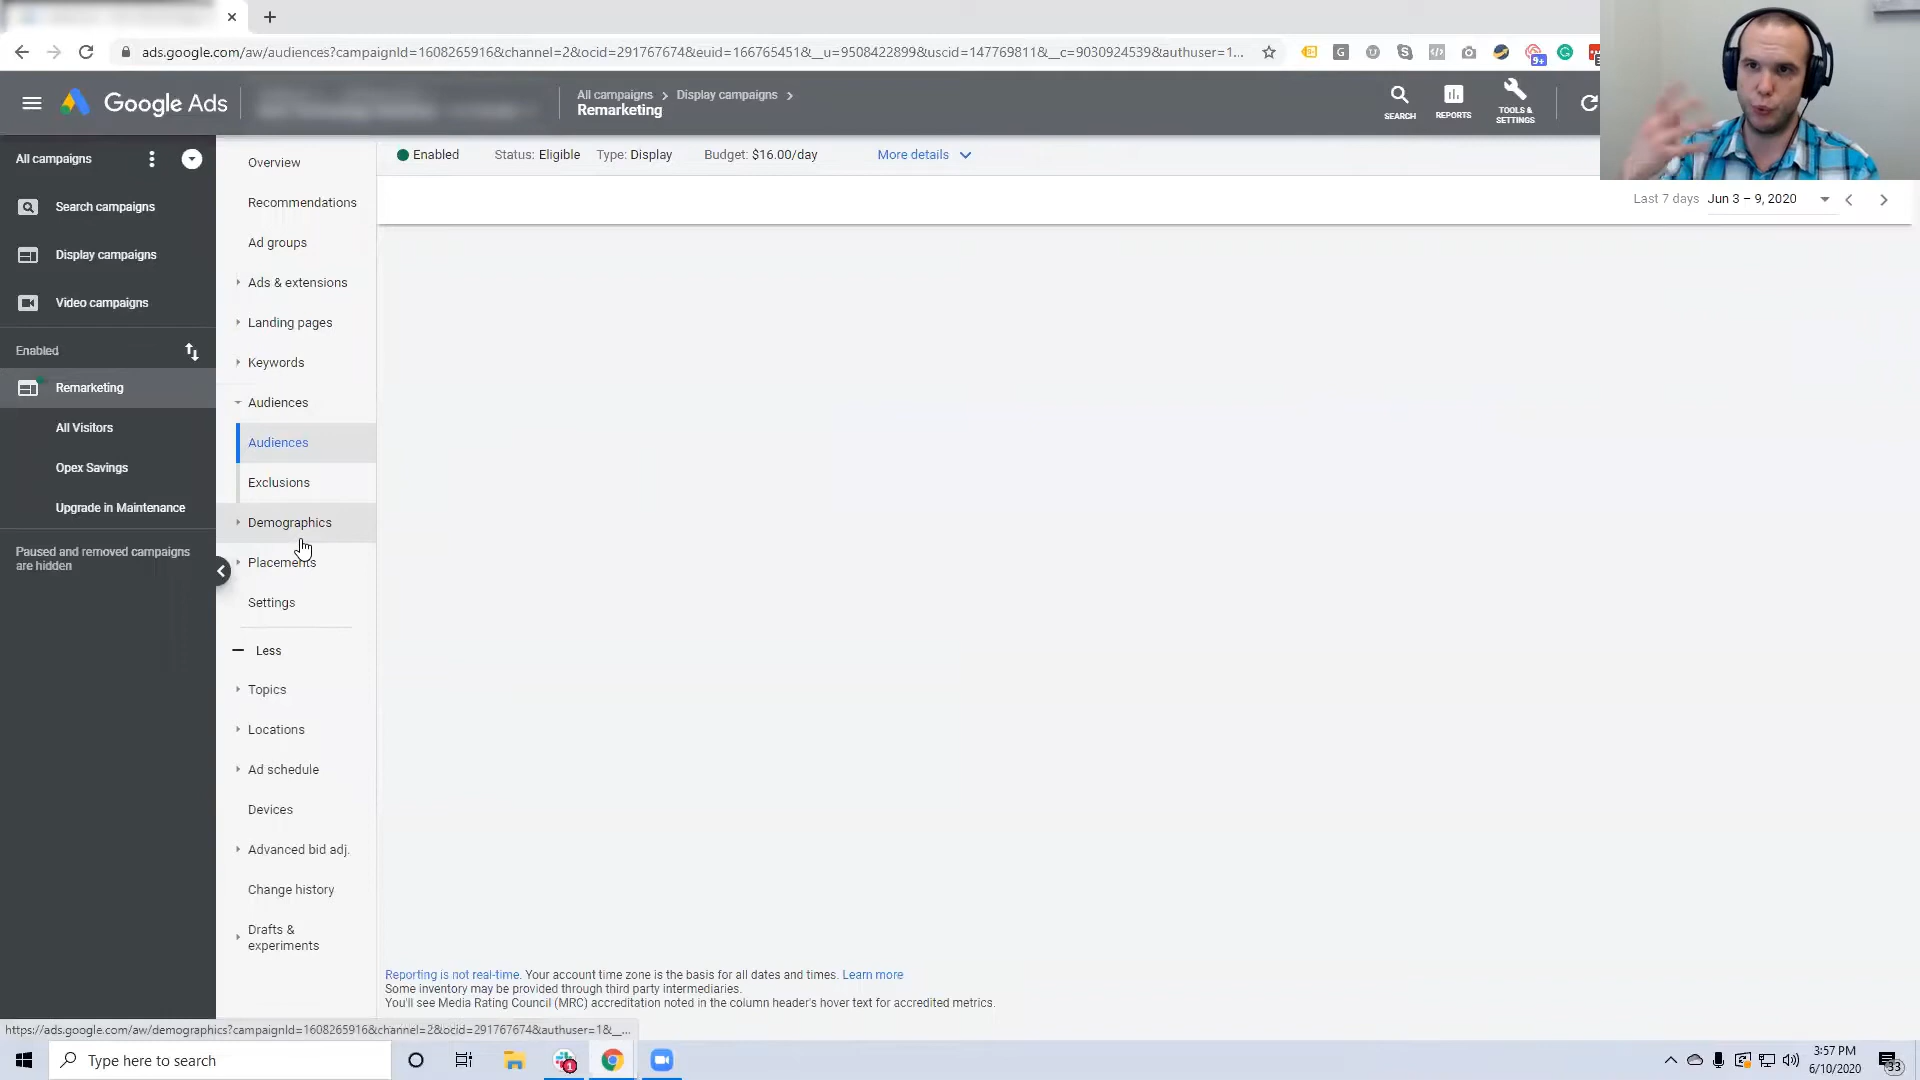 ads.google.com/aw/audiences?campaignId=1608265916&channel=2&ocid=291767674&euid=166765451&__u=9508422899&uscid=147769811&__c=9030924539&authuser=1...
G
9+
Google Ads
All campaigns > Display campaigns >
Remarketing
SEARCH
REPORTS
TOOLS &
SETTINGS
All campaigns
Search campaigns
Display campaigns
Video campaigns
Enabled
Remarketing
All Visitors
Opex Savings
Upgrade in Maintenance
Paused and removed campaigns
are hidden
Overview
Recommendations
Ad groups
Ads & extensions
Landing pages
Keywords
Audiences
Audiences
Exclusions
Demographics
Placements
Settings
Less
Topics
Locations
Ad schedule
Devices
Advanced bid adj.
Change history
Drafts &
experiments
Enabled Status: Eligible Type: Display Budget: $16.00/day More details
Last 7 days Jun 3 – 9, 2020
Reporting is not real-time. Your account time zone is the basis for all dates and times. Learn more
Some inventory may be provided through third party intermediaries.
You'll see Media Rating Council (MRC) accreditation noted in the column header's hover text for accredited metrics.
https://ads.google.com/aw/demographics?campaignId=1608265916&channel=2&ocid=291767674&authuser=1&__...
Type here to search
1
3:57 PM
6/10/2020
33